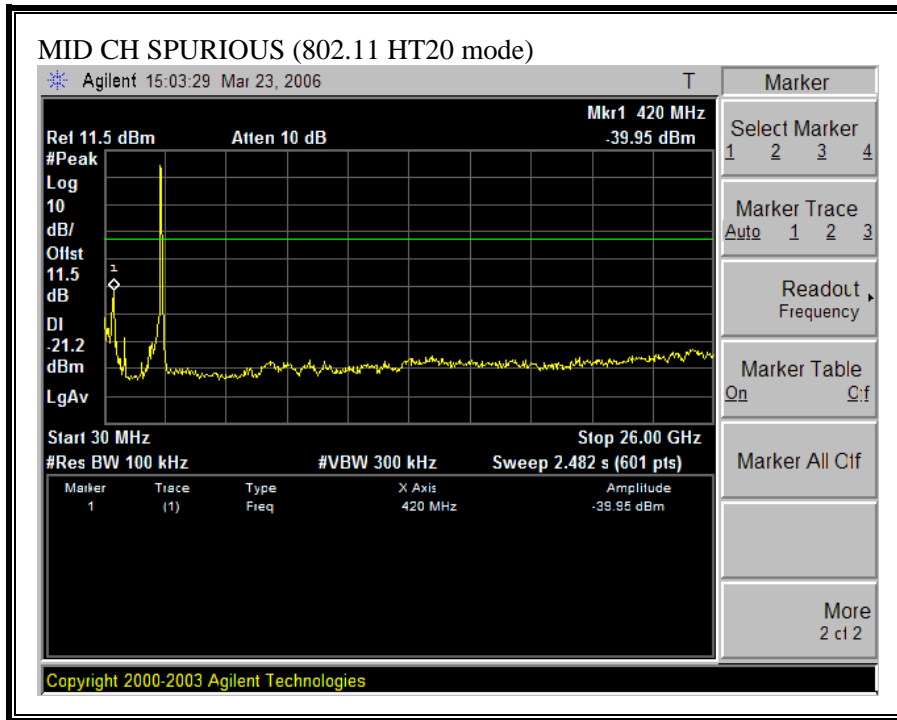 MID CH SPURIOUS (802.11 HT20 mode)
Agilent 15:03:29 Mar 23, 2006 T
Mkr1 420 MHz
Ref 11.5 dBm Atten 10 dB -39.95 dBm
#Peak
Log
10
dB/
Offst
11.5
dB
DI
-21.2
dBm
LgAv
1
Start 30 MHz Stop 26.00 GHz
#Res BW 100 kHz #VBW 300 kHz Sweep 2.482 s (601 pts)
Marker Trace Type X Axis Amplitude
1 (1) Freq 420 MHz -39.95 dBm
Marker
Select Marker
1 2 3 4
Marker Trace
Auto 1 2 3
Readout
Frequency
Marker Table
On Off
Marker All Off
More
2 of 2
Copyright 2000-2003 Agilent Technologies